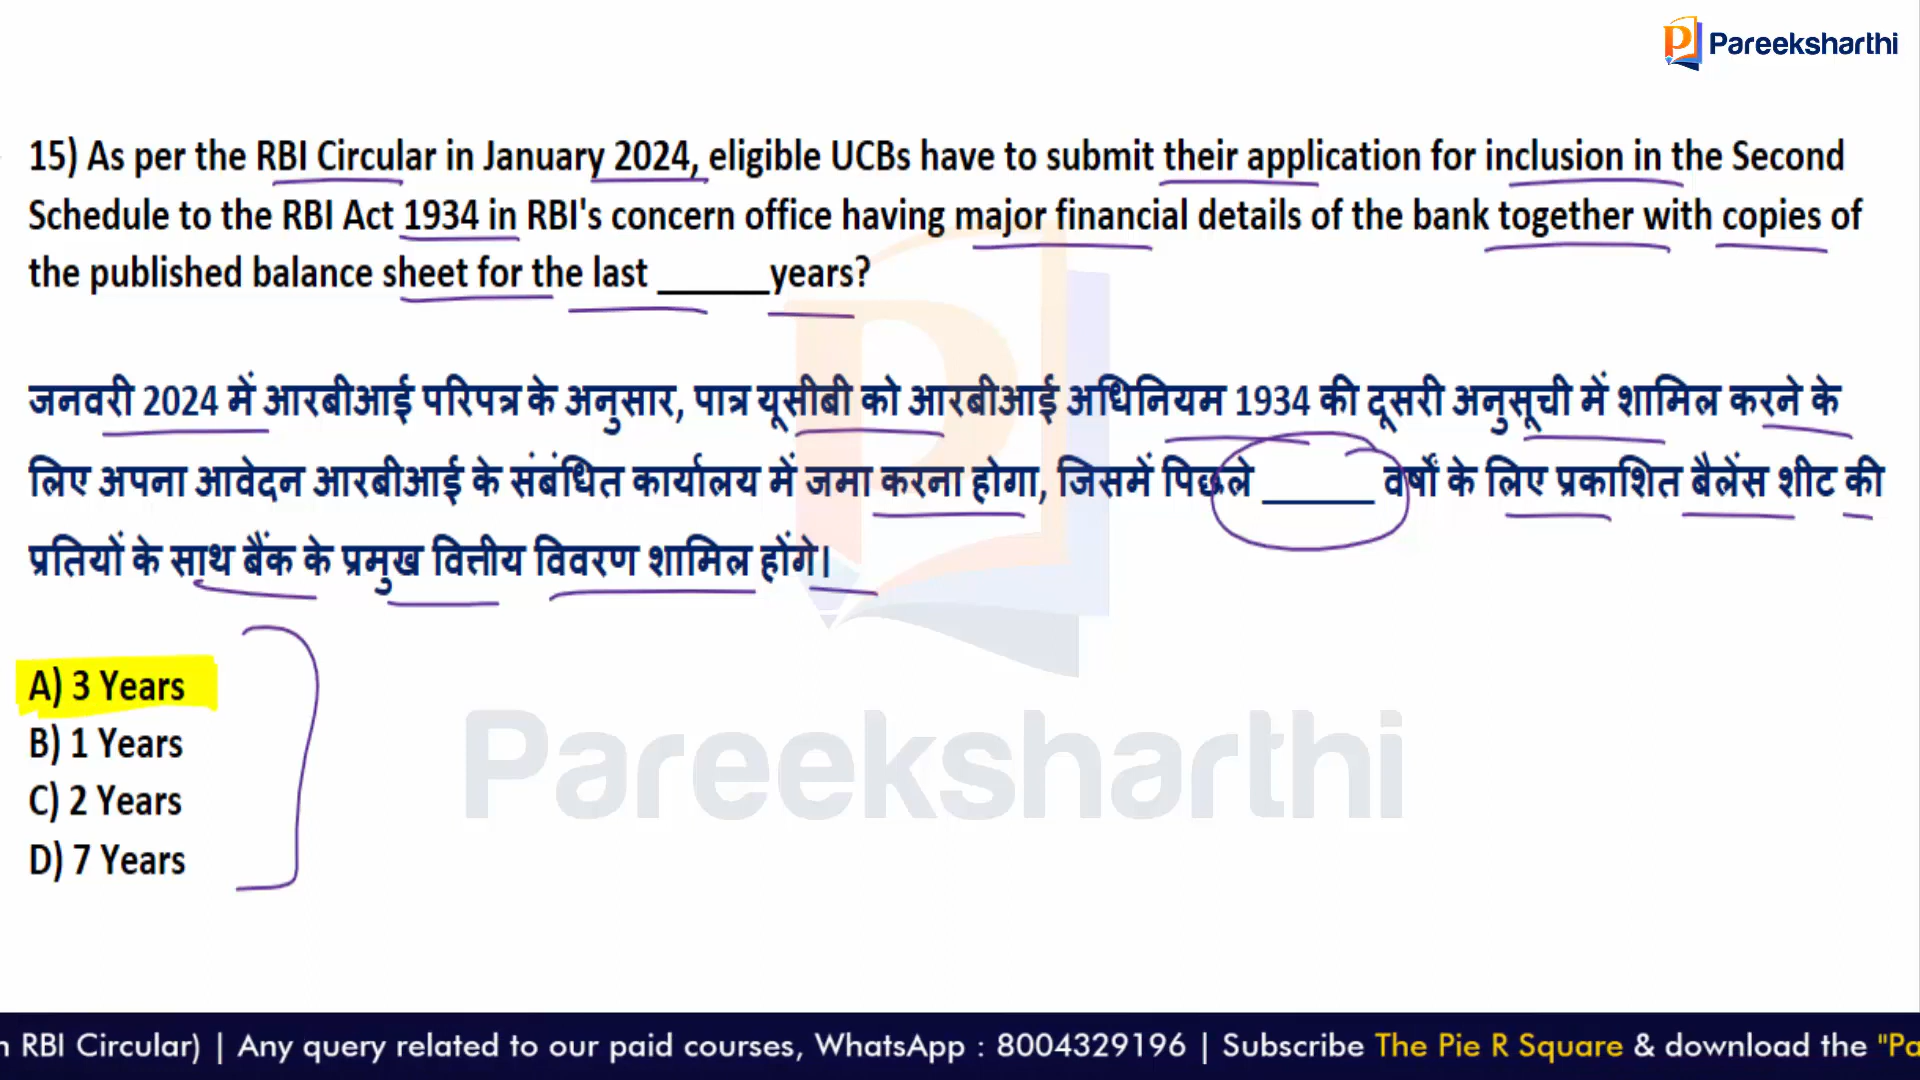 Pareeksharthi
15) As per the RBI Circular in January 2024, eligible UCBs have to submit their application for inclusion in the Second
Schedule to the RBI Act 1934 in RBI's concern office having major financial details of the bank together with copies of
the published balance sheet for the last ______years?
जनवरी 2024 में आरबीआई परिपत्र के अनुसार, पात्र यूसीबी को आरबीआई अधिनियम 1934 की दूसरी अनुसूची में शामिल करने के
लिए अपना आवेदन आरबीआई के संबंधित कार्यालय में जमा करना होगा, जिसमें पिछले ______ वर्षों के लिए प्रकाशित बैलेंस शीट की
प्रतियों के साथ बैंक के प्रमुख वित्तीय विवरण शामिल होंगे।
A) 3 Years
B) 1 Years
C) 2 Years
D) 7 Years
Pareeksharthi
n RBI Circular) | Any query related to our paid courses, WhatsApp : 8004329196 | Subscribe The Pie R Square & download the "Pa